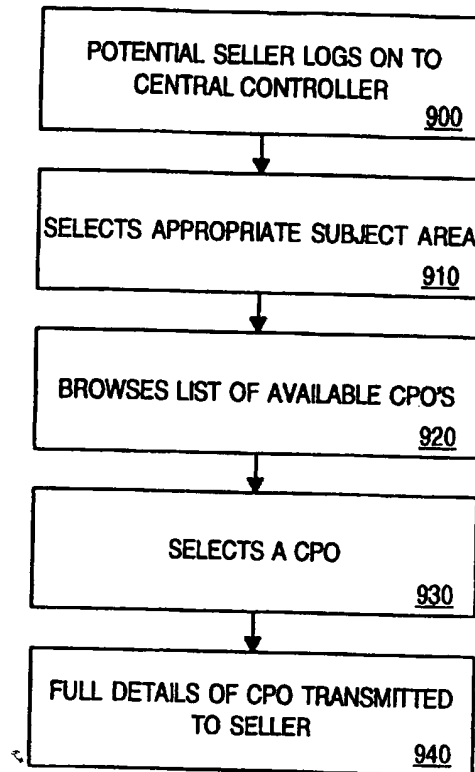 POTENTIAL SELLER LOGS ON TO
CENTRAL CONTROLLER
900
SELECTS APPROPRIATE SUBJECT AREA
910
BROWSES LIST OF AVAILABLE CPO'S
920
SELECTS A CPO
930
FULL DETAILS OF CPO TRANSMITTED
TO SELLER
940